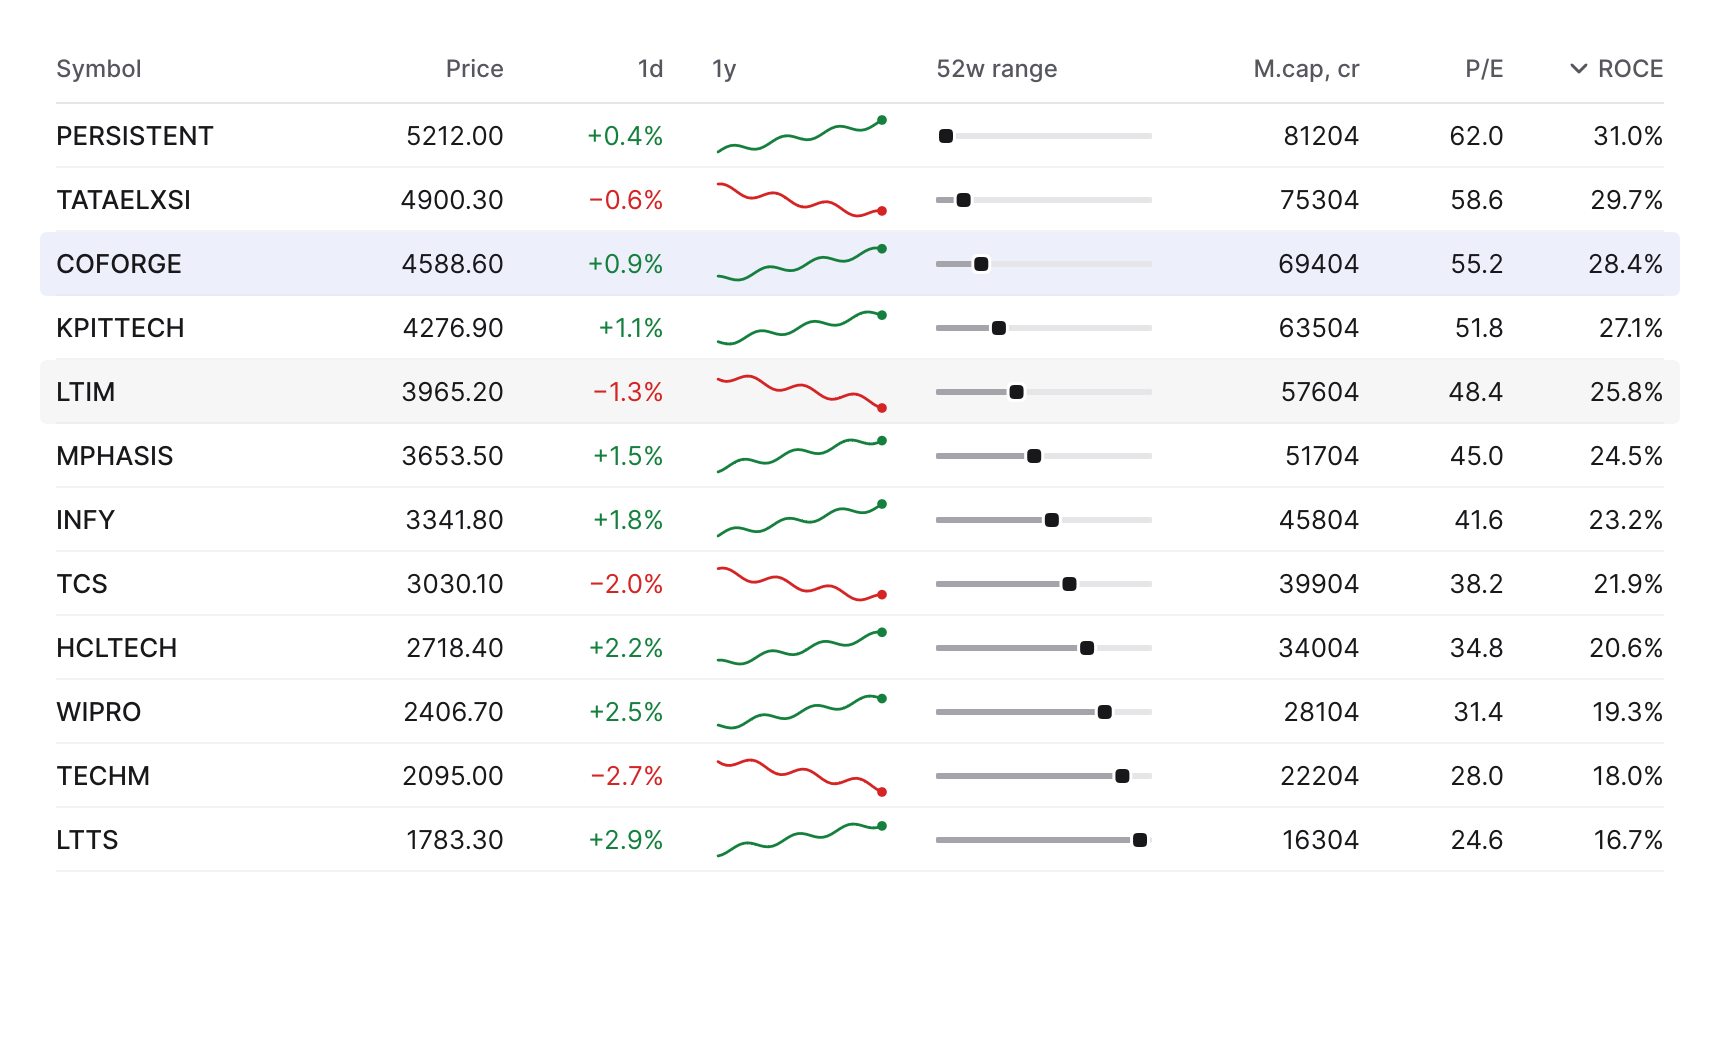 Symbol Price 1d 1y 52w range M.cap, cr P/E ROCE
PERSISTENT 5212.00 +0.4% 81204 62.0 31.0%
TATAELXSI 4900.30 −0.6% 75304 58.6 29.7%
COFORGE 4588.60 +0.9% 69404 55.2 28.4%
KPITTECH 4276.90 +1.1% 63504 51.8 27.1%
LTIM 3965.20 −1.3% 57604 48.4 25.8%
MPHASIS 3653.50 +1.5% 51704 45.0 24.5%
INFY 3341.80 +1.8% 45804 41.6 23.2%
TCS 3030.10 −2.0% 39904 38.2 21.9%
HCLTECH 2718.40 +2.2% 34004 34.8 20.6%
WIPRO 2406.70 +2.5% 28104 31.4 19.3%
TECHM 2095.00 −2.7% 22204 28.0 18.0%
LTTS 1783.30 +2.9% 16304 24.6 16.7%